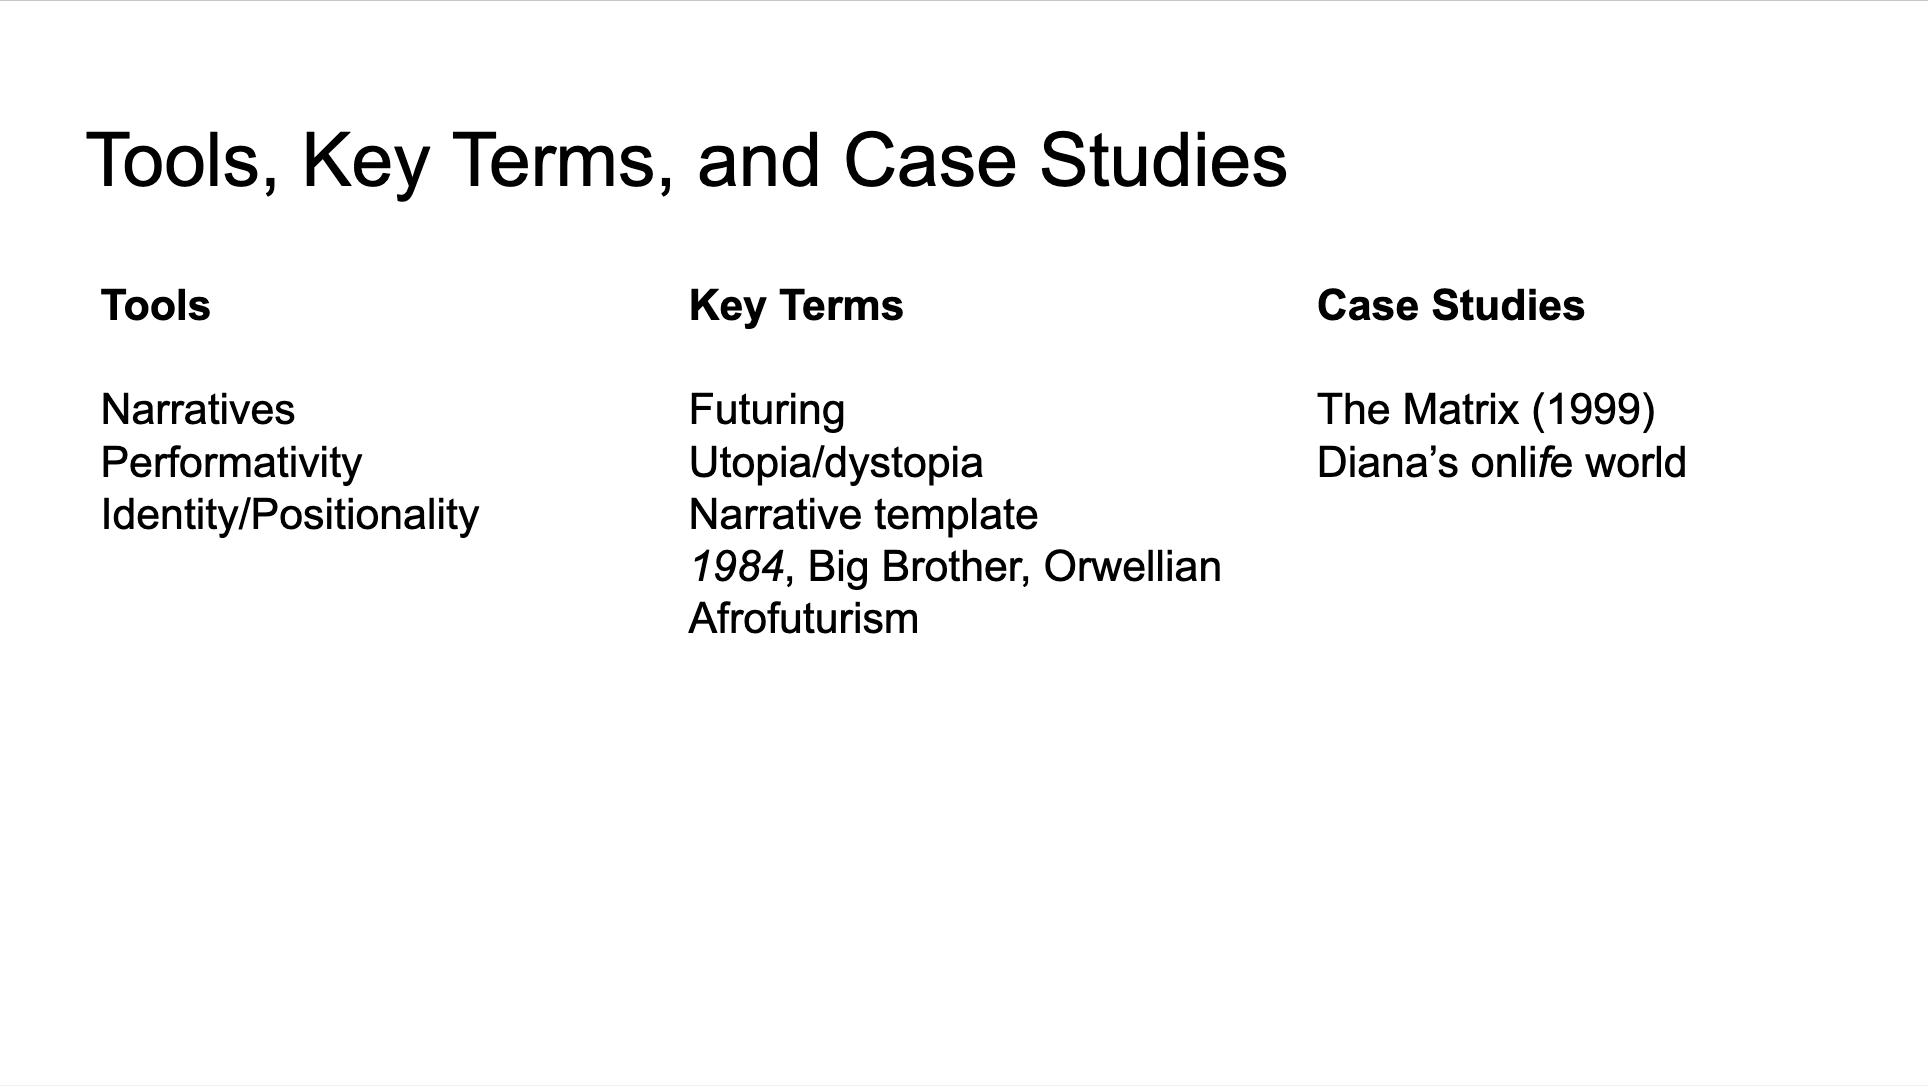 Tools, Key Terms, and Case Studies
Tools
Narratives
Performativity
Identity/Positionality
Key Terms
Futuring
Utopia/dystopia
Narrative template
1984, Big Brother, Orwellian
Afrofuturism
Case Studies
The Matrix (1999)
Diana’s onlife world